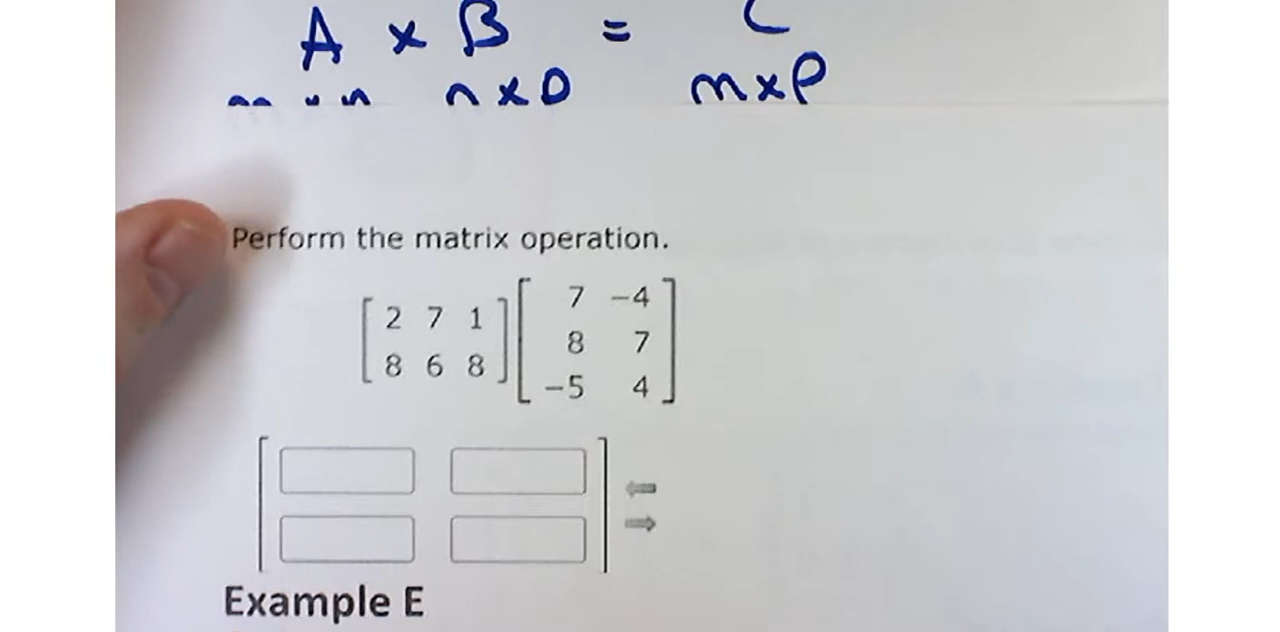 A × B = C
m × n n × p m × p
Perform the matrix operation.
[ 2 7 1 ] [ 7 −4 ]
[ 8 6 8 ] [ 8 7 ]
[ −5 4 ]
Example E